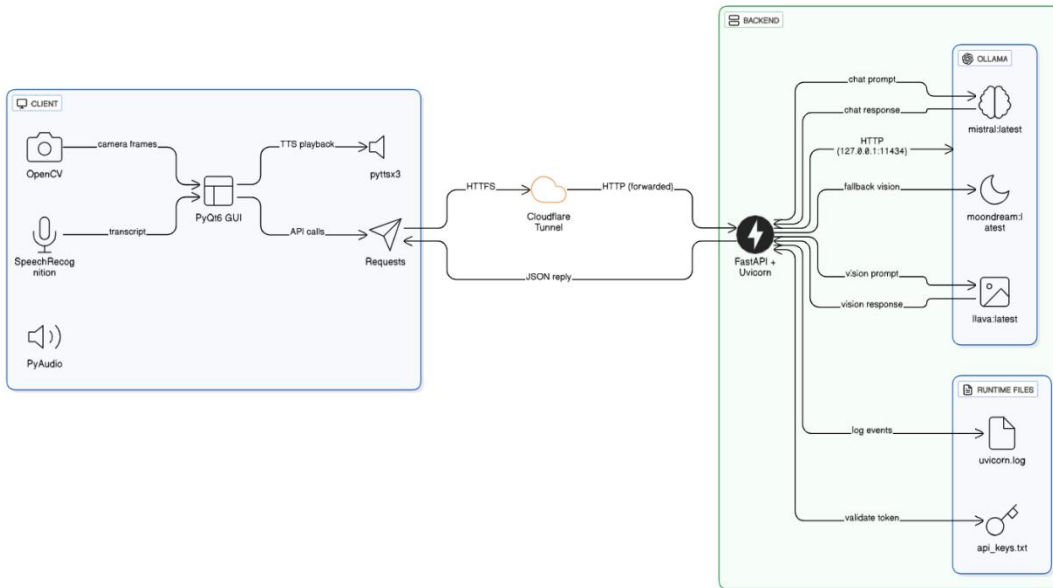 BACKEND
OLLAMA
chat prompt
chat response
mistral:latest
HTTP
(127.0.0.1:11434)
fallback vision
moondream:l
atest
vision prompt
vision response
llava:latest
CLIENT
camera frames
OpenCV
TTS playback
pyttsx3
PyQt6 GUI
transcript
SpeechRecog
nition
API calls
Requests
PyAudio
HTTFS
Cloudflare
Tunnel
HTTP (forwarded)
JSON reply
FastAPI +
Uvicorn
RUNTIME FILES
log events
uvicorn.log
validate token
api_keys.txt